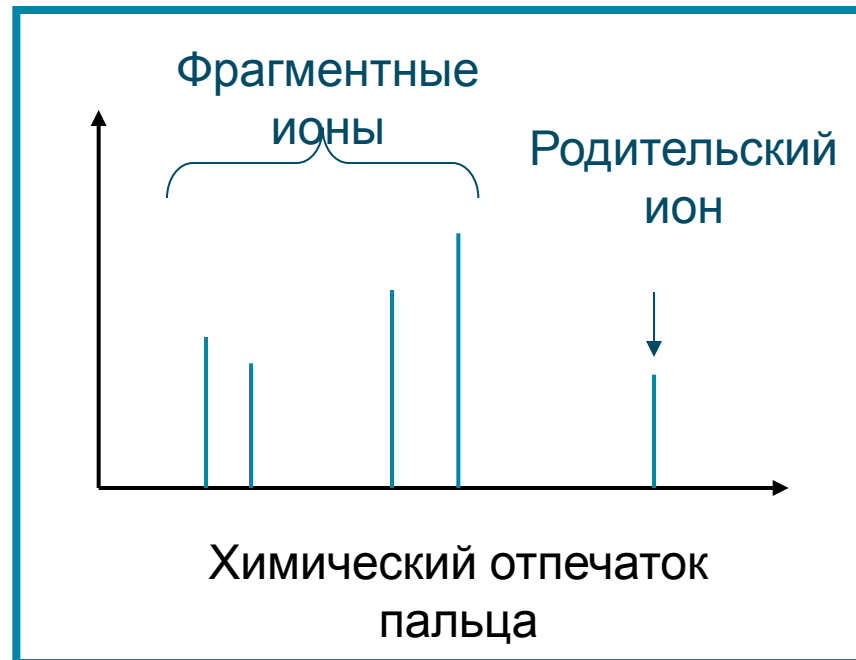 Фрагментные
ионы
Родительский
ион
Химический отпечаток
пальца